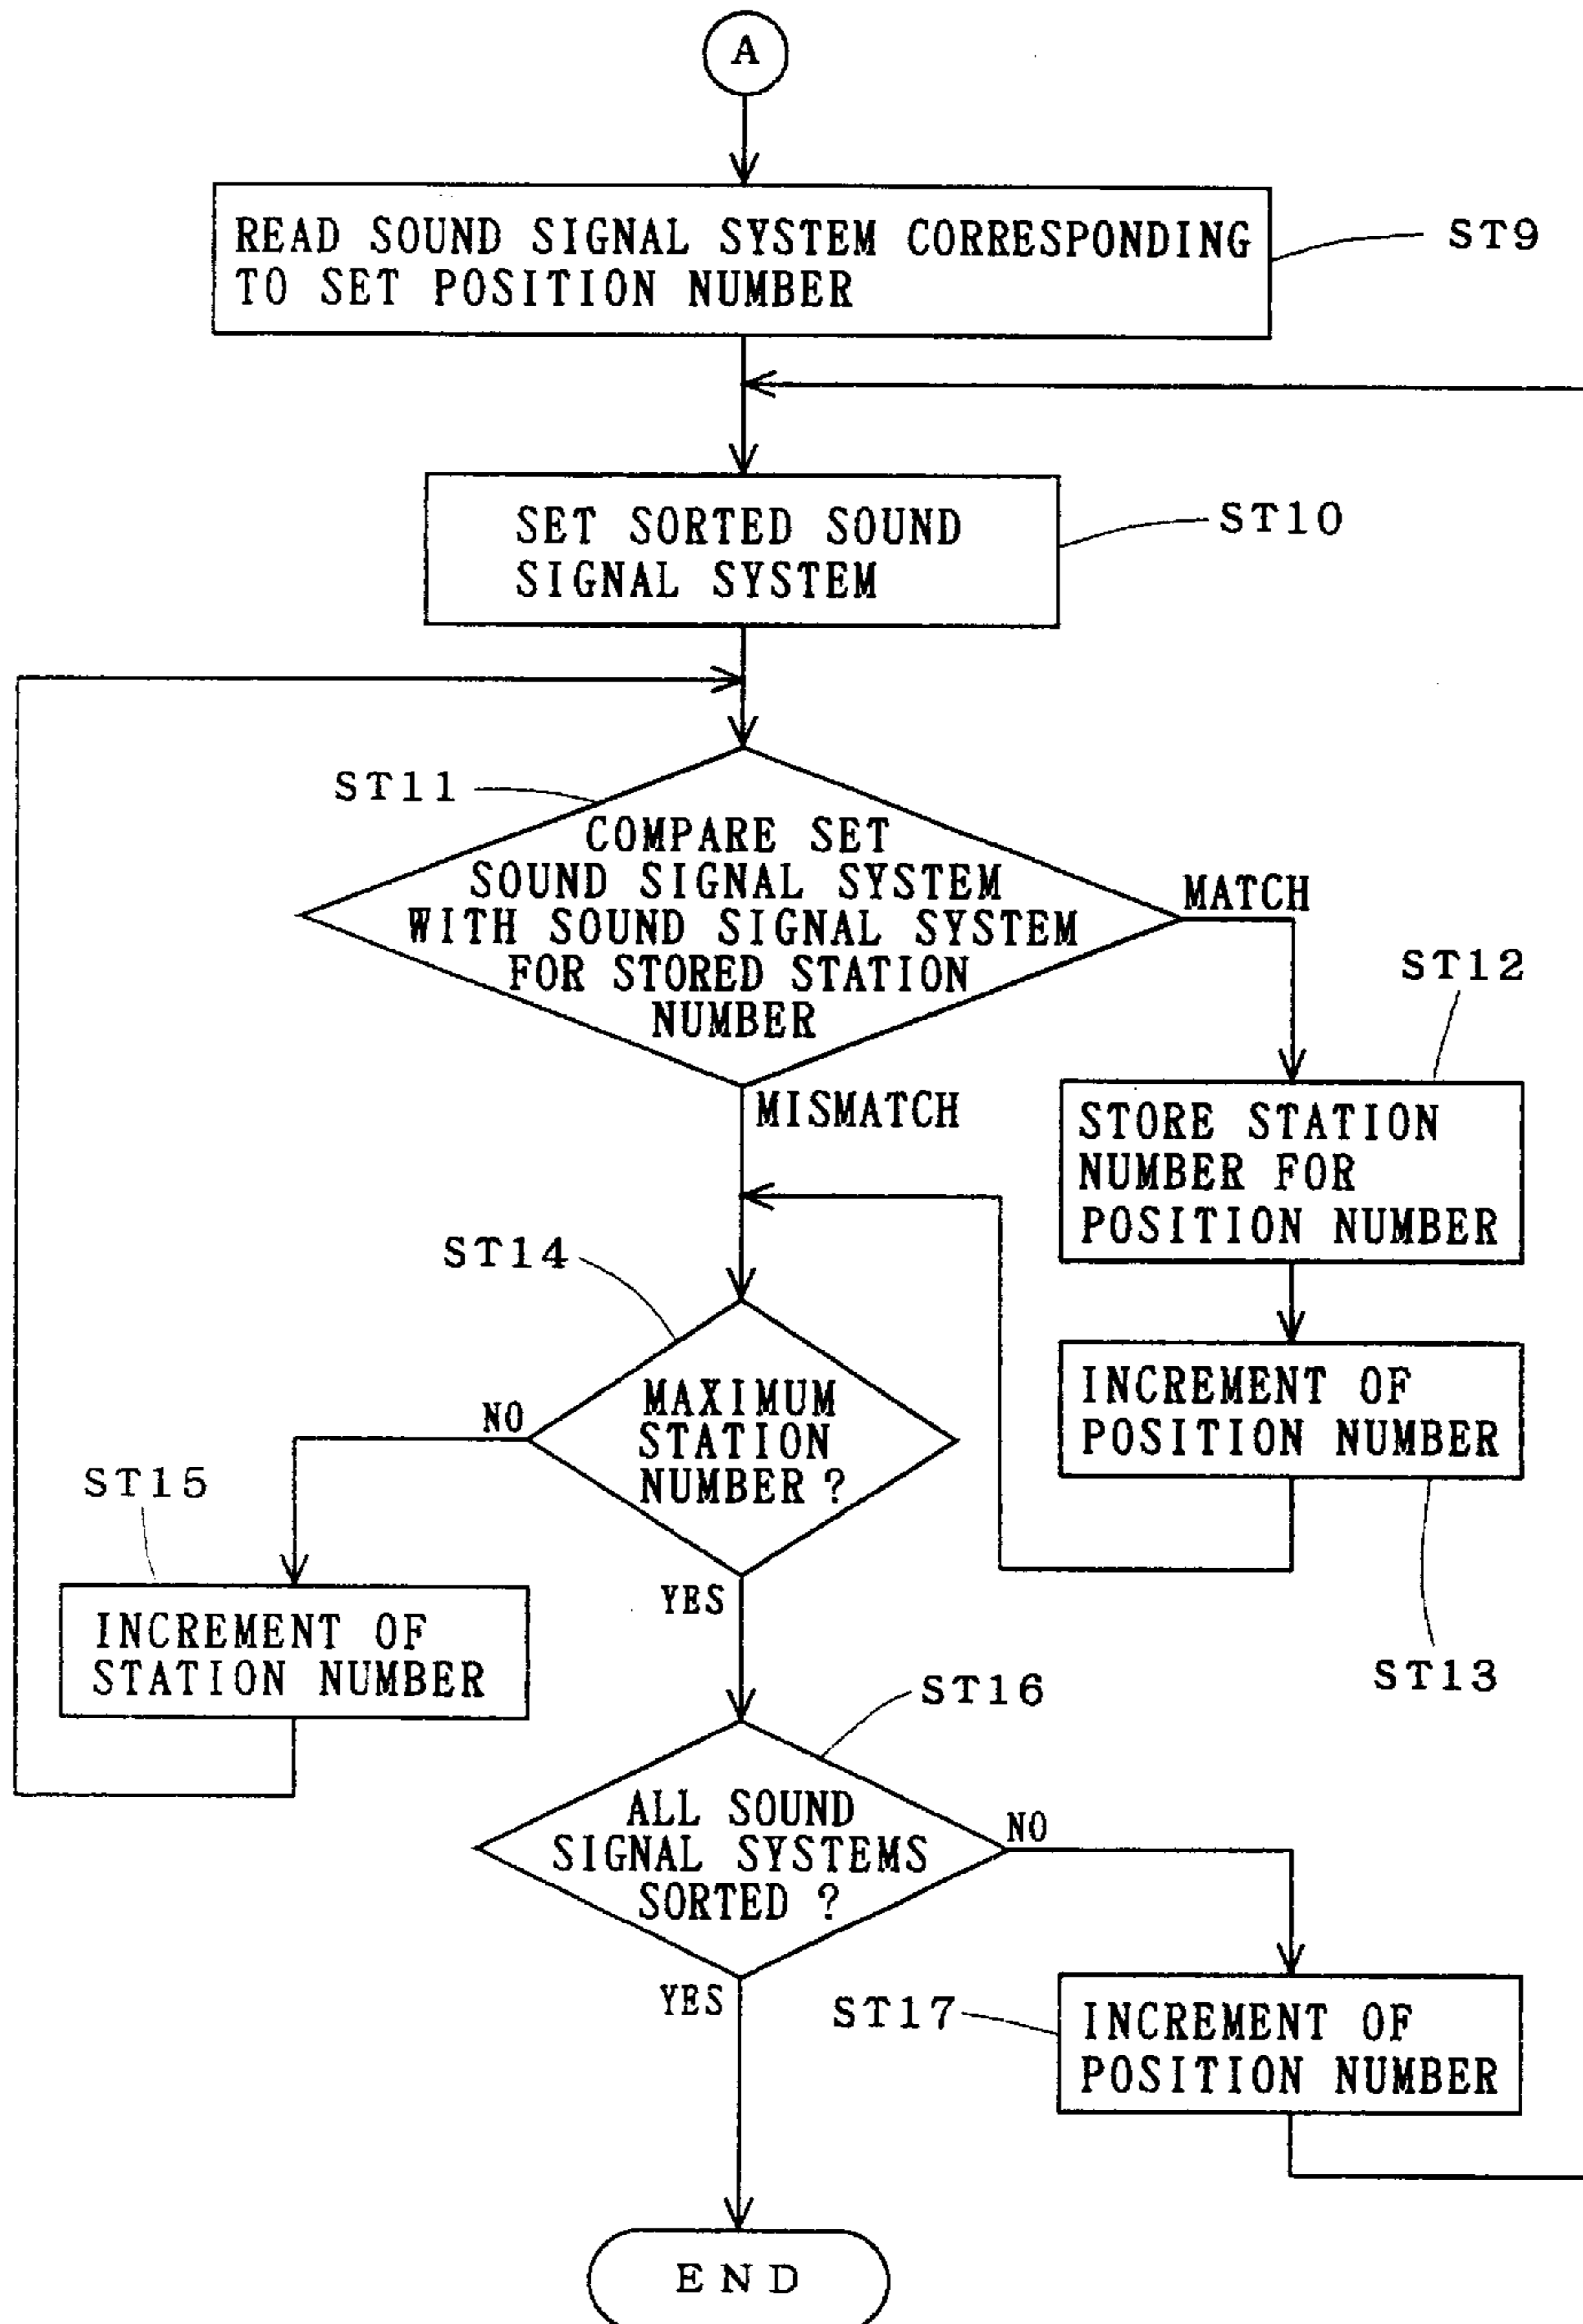 A
READ SOUND SIGNAL SYSTEM CORRESPONDING
TO SET POSITION NUMBER
ST9
SET SORTED SOUND
SIGNAL SYSTEM
ST10
ST11
COMPARE SET
SOUND SIGNAL SYSTEM
WITH SOUND SIGNAL SYSTEM
FOR STORED STATION
NUMBER
MATCH
ST12
MISMATCH
STORE STATION
NUMBER FOR
POSITION NUMBER
ST14
MAXIMUM
STATION
NUMBER ?
NO
INCREMENT OF
POSITION NUMBER
ST13
ST15
INCREMENT OF
STATION NUMBER
YES
ST16
ALL SOUND
SIGNAL SYSTEMS
SORTED ?
NO
YES
ST17
INCREMENT OF
POSITION NUMBER
END